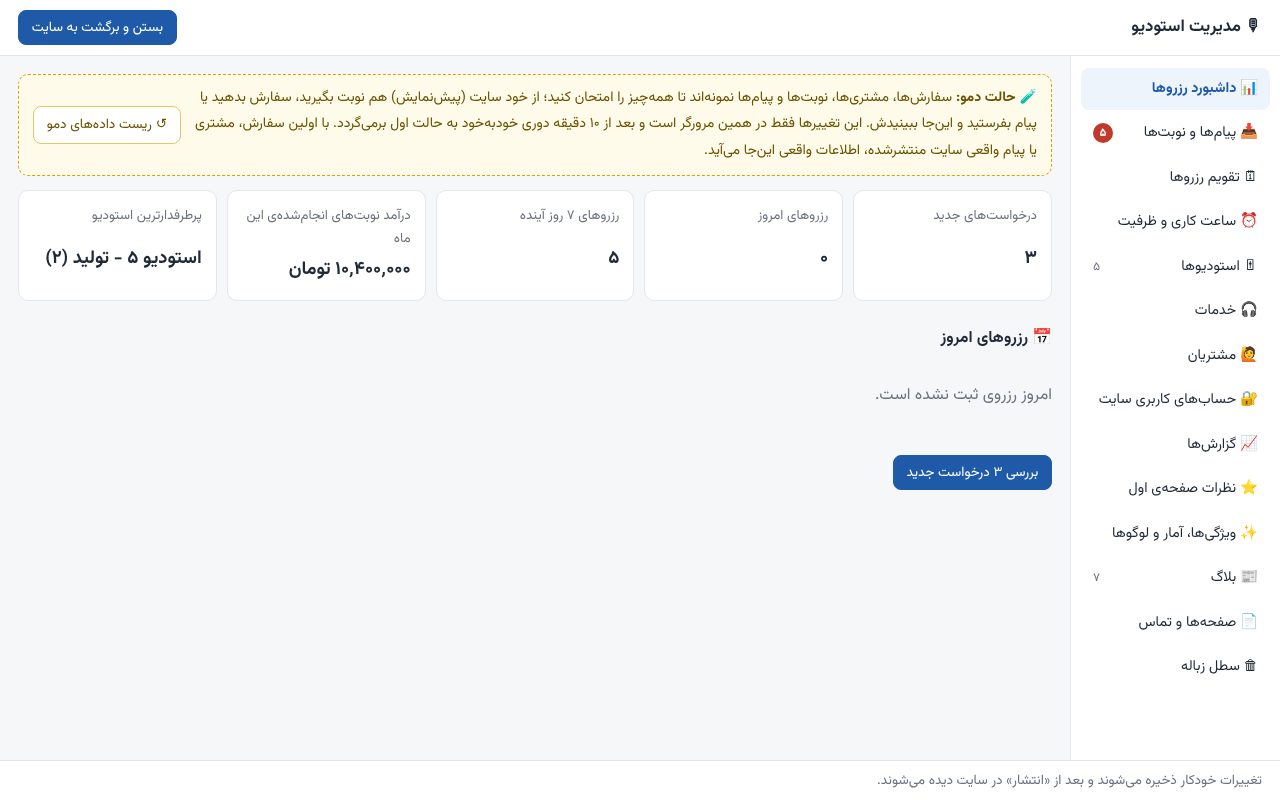 🎙 مدیریت استودیو
بستن و برگشت به سایت
📊 داشبورد رزروها
📥 پیام‌ها و نوبت‌ها ۵
🗓 تقویم رزروها
⏰ ساعت کاری و ظرفیت
🎚 استودیوها ۵
🎧 خدمات
🙋 مشتریان
🔐 حساب‌های کاربری سایت
📈 گزارش‌ها
⭐ نظرات صفحه‌ی اول
✨ ویژگی‌ها، آمار و لوگوها
📰 بلاگ ۷
📄 صفحه‌ها و تماس
🗑 سطل زباله
🧪 حالت دمو: سفارش‌ها، مشتری‌ها، نوبت‌ها و پیام‌ها نمونه‌اند تا همه‌چیز را امتحان کنید؛ از خود سایت (پیش‌نمایش) هم نوبت بگیرید، سفارش بدهید یا
پیام بفرستید و این‌جا ببینیدش. این تغییرها فقط در همین مرورگر است و بعد از ۱۰ دقیقه دوری خودبه‌خود به حالت اول برمی‌گردد. با اولین سفارش، مشتری
یا پیام واقعی سایت منتشرشده، اطلاعات واقعی این‌جا می‌آید.
↺ ریست داده‌های دمو
درخواست‌های جدید
۳
رزروهای امروز
۰
رزروهای ۷ روز آینده
۵
درآمد نوبت‌های انجام‌شده‌ی این
ماه
۱۰,۴۰۰,۰۰۰ تومان
پرطرفدارترین استودیو
استودیو ۵ - تولید (۲)
📅 رزروهای امروز
امروز رزروی ثبت نشده است.
بررسی ۳ درخواست جدید
تغییرات خودکار ذخیره می‌شوند و بعد از «انتشار» در سایت دیده می‌شوند.